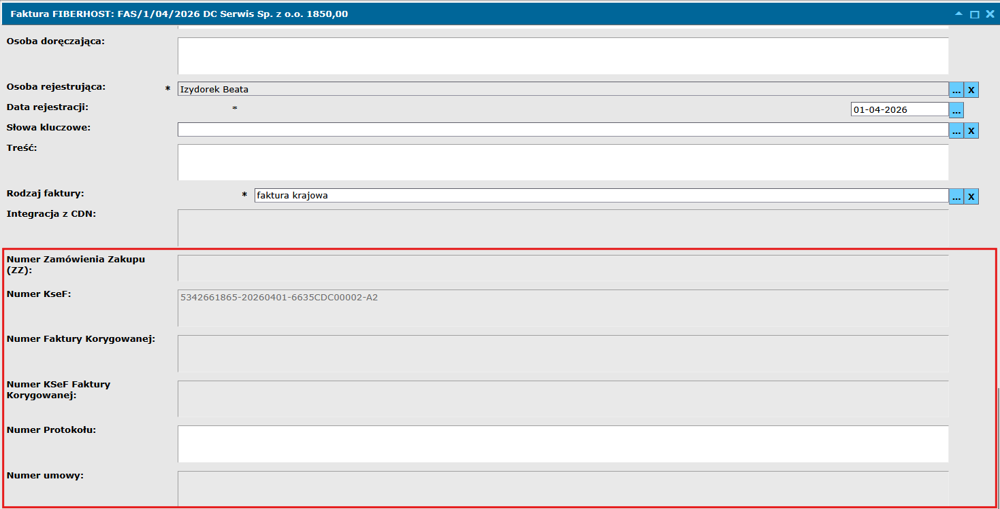 Faktura FIBERHOST: FAS/1/04/2026 DC Serwis Sp. z o.o. 1850,00
Osoba doręczająca:
Osoba rejestrująca: * Izydorek Beata ... X
Data rejestracji: * 01-04-2026 ...
Słowa kluczowe: ... X
Treść:
Rodzaj faktury: * faktura krajowa ... X
Integracja z CDN:
Numer Zamówienia Zakupu
(ZZ):
Numer KseF: 5342661865-20260401-6635CDC00002-A2
Numer Faktury Korygowanej:
Numer KSeF Faktury
Korygowanej:
Numer Protokołu:
Numer umowy: